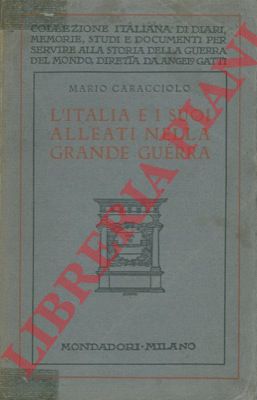 COLLEZIONE ITALIANA DI DIARI,
MEMORIE, STUDI E DOCUMENTI PER
SERVIRE ALLA STORIA DELLA GUERRA
DEL MONDO, DIRETTA DA ANGELO GATTI
MARIO CARACCIOLO
L'ITALIA E I SUOI
ALLEATI NELLA
GRANDE GUERRA
MONDADORI • MILANO
LIBRERIA PIANI